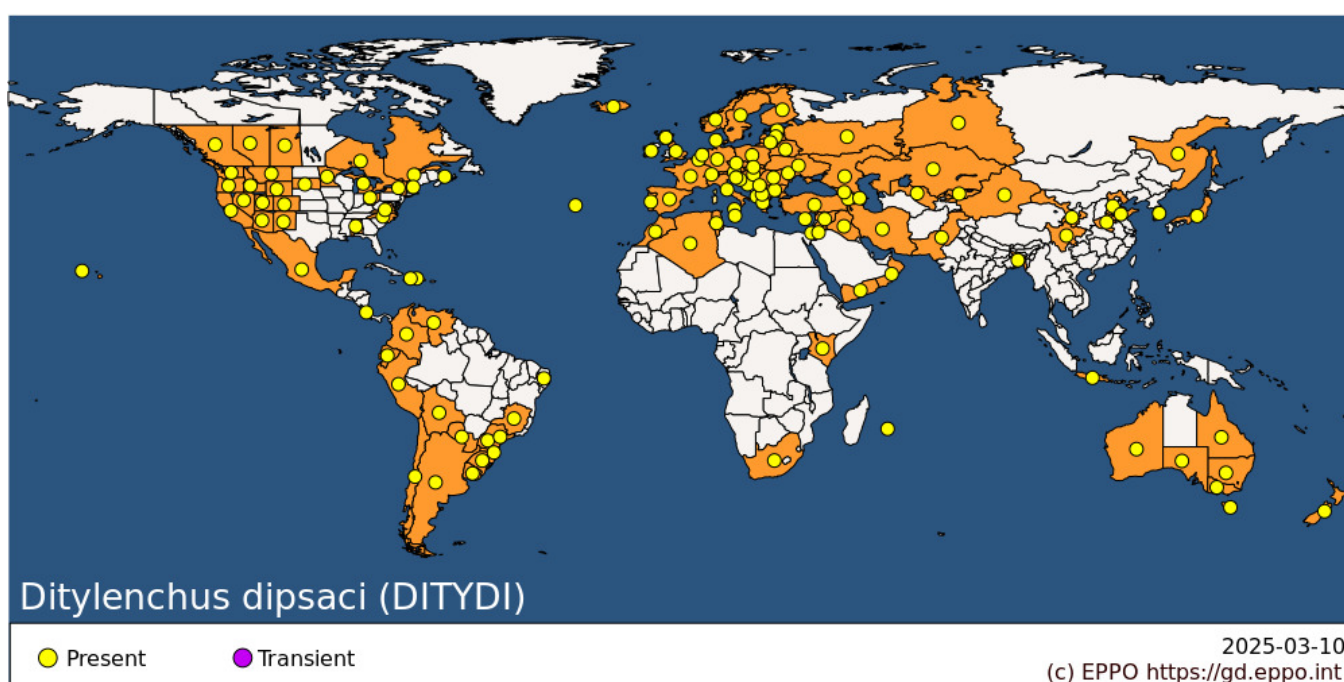 Ditylenchus dipsaci (DITYDI)
Present
Transient
2025-03-10
(c) EPPO https://gd.eppo.int